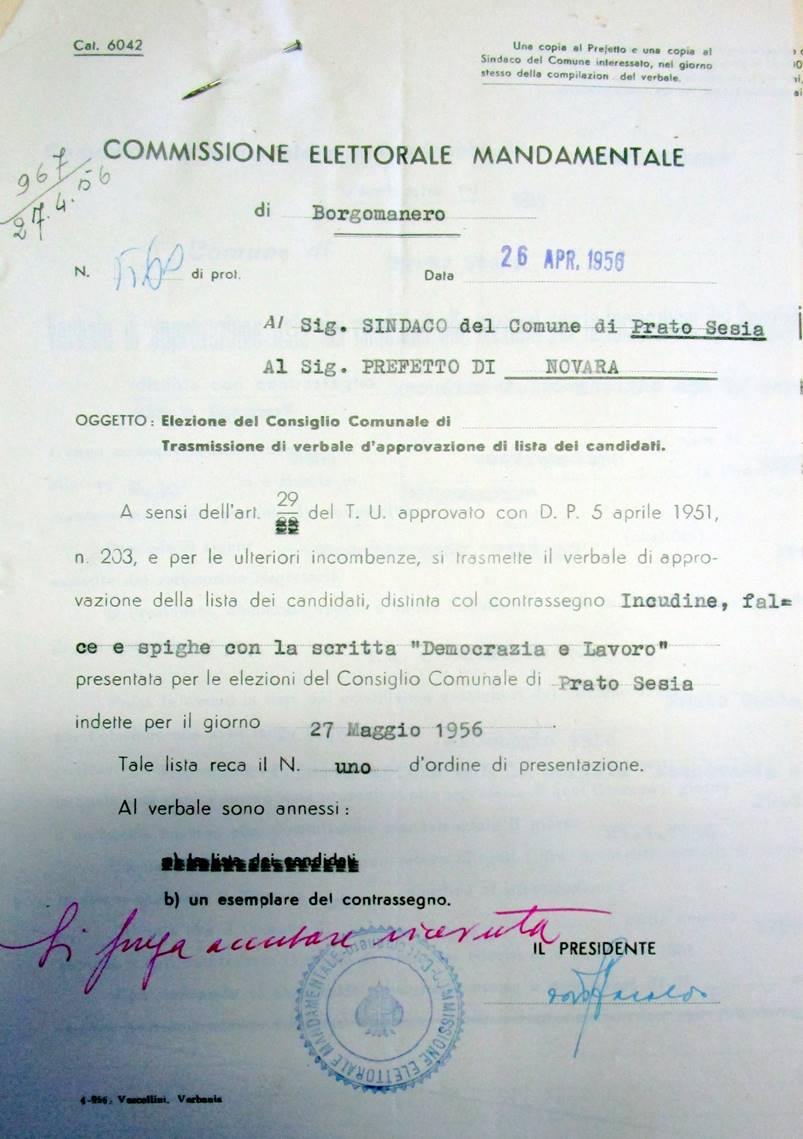 Cat. 6042
Una copia al Prefetto e una copia al
Sindaco del Comune interessato, nel giorno
stesso della compilazion del verbale.
COMMISSIONE ELETTORALE MANDAMENTALE
967
27.4.56
di Borgomanero
N. di prot.
Data 26 APR. 1956
Al Sig. SINDACO del Comune di Prato Sesia
Al Sig. PREFETTO DI NOVARA
OGGETTO: Elezione del Consiglio Comunale di
Trasmissione di verbale d'approvazione di lista dei candidati.
A sensi dell'art. 29 del T. U. approvato con D. P. 5 aprile 1951,
n. 203, e per le ulteriori incombenze, si trasmette il verbale di appro-
vazione della lista dei candidati, distinta col contrassegno Incudine, fal=
ce e spighe con la scritta "Democrazia e Lavoro"
presentata per le elezioni del Consiglio Comunale di Prato Sesia
indette per il giorno 27 Maggio 1956
Tale lista reca il N. uno d'ordine di presentazione.
Al verbale sono annessi:
a) la lista dei candidati
b) un esemplare del contrassegno.
Si prega accusare ricevuta
IL PRESIDENTE
COMMISSIONE ELETTORALE MANDAMENTALE
4-956; Vercellini, Verbania